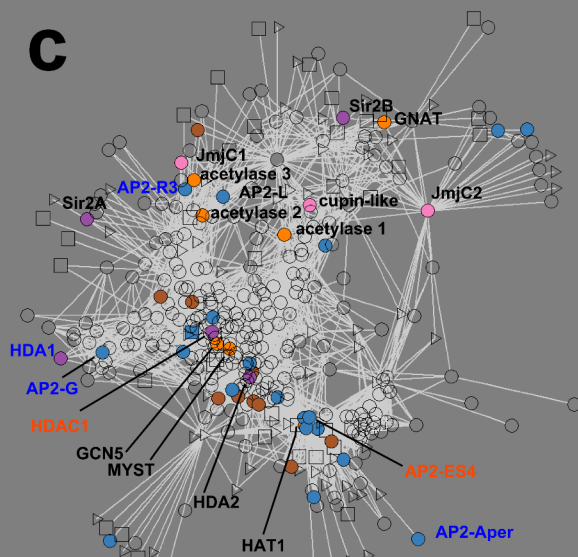 C
Sir2B
GNAT
JmjC1
acetylase 3
AP2-R3
AP2-L
Sir2A
acetylase 2
cupin-like
JmjC2
acetylase 1
HDA1
AP2-G
HDAC1
GCN5
MYST
AP2-ES4
HDA2
HAT1
AP2-Aper